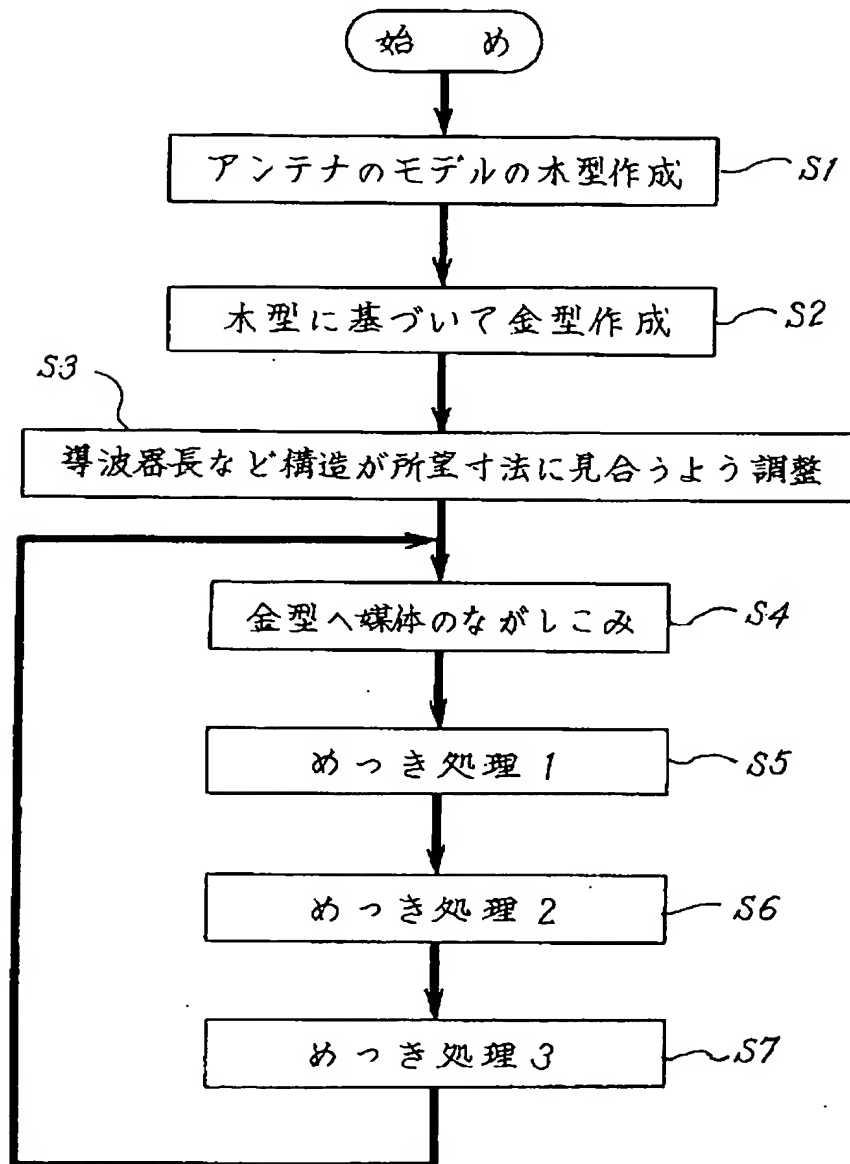 始 め
アンテナのモデルの木型作成
S1
木型に基づいて金型作成
S2
S3
導波器長など構造が所望寸法に見合うよう調整
金型へ媒体のながしこみ
S4
めっき処理1
S5
めっき処理2
S6
めっき処理3
S7